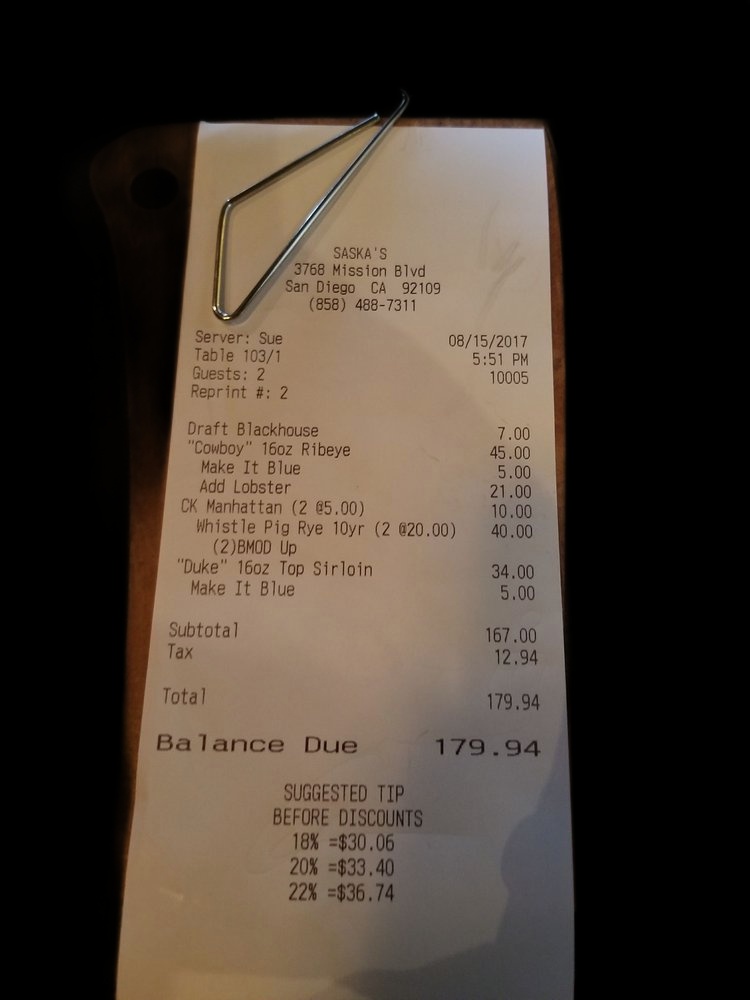 SASKA'S
3768 Mission Blvd
San Diego CA 92109
(858) 488-7311
Server: Sue 08/15/2017
Table 103/1 5:51 PM
Guests: 2 10005
Reprint #: 2
Draft Blackhouse 7.00
"Cowboy" 16oz Ribeye 45.00
Make It Blue 5.00
Add Lobster 21.00
CK Manhattan (2 @5.00) 10.00
Whistle Pig Rye 10yr (2 @20.00) 40.00
(2)BMOD Up
"Duke" 16oz Top Sirloin 34.00
Make It Blue 5.00
Subtotal 167.00
Tax 12.94
Total 179.94
Balance Due 179.94
SUGGESTED TIP
BEFORE DISCOUNTS
18% =$30.06
20% =$33.40
22% =$36.74